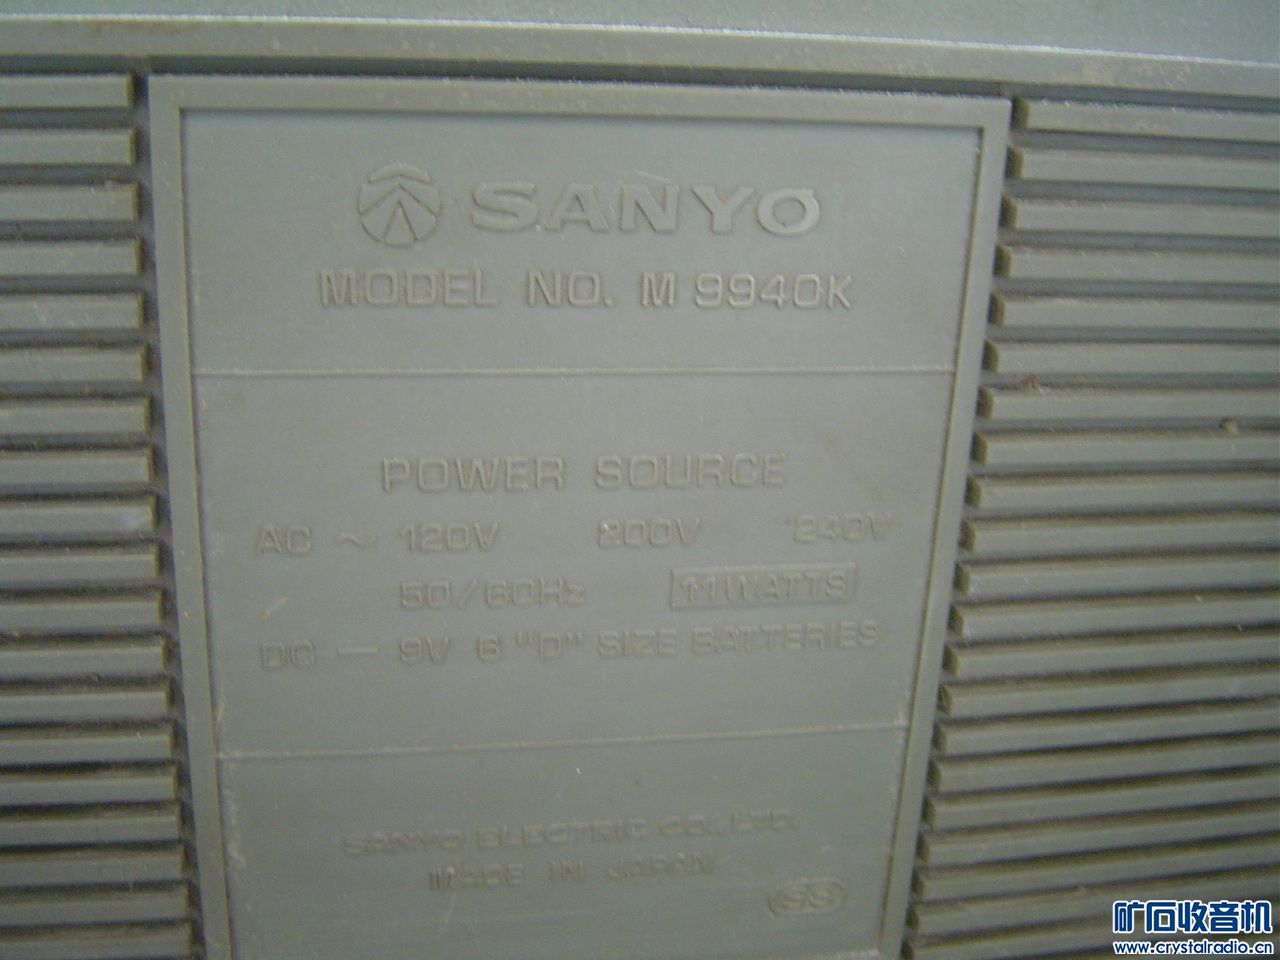 SANYO
MODEL NO. M 9940K
POWER SOURCE
AC ~ 120V 200V 240V
50/60Hz 11WATTS
DC — 9V 6 "D" SIZE BATTERIES
SANYO ELECTRIC CO., LTD.
MADE IN JAPAN
矿石收音机
www.crystalradio.cn